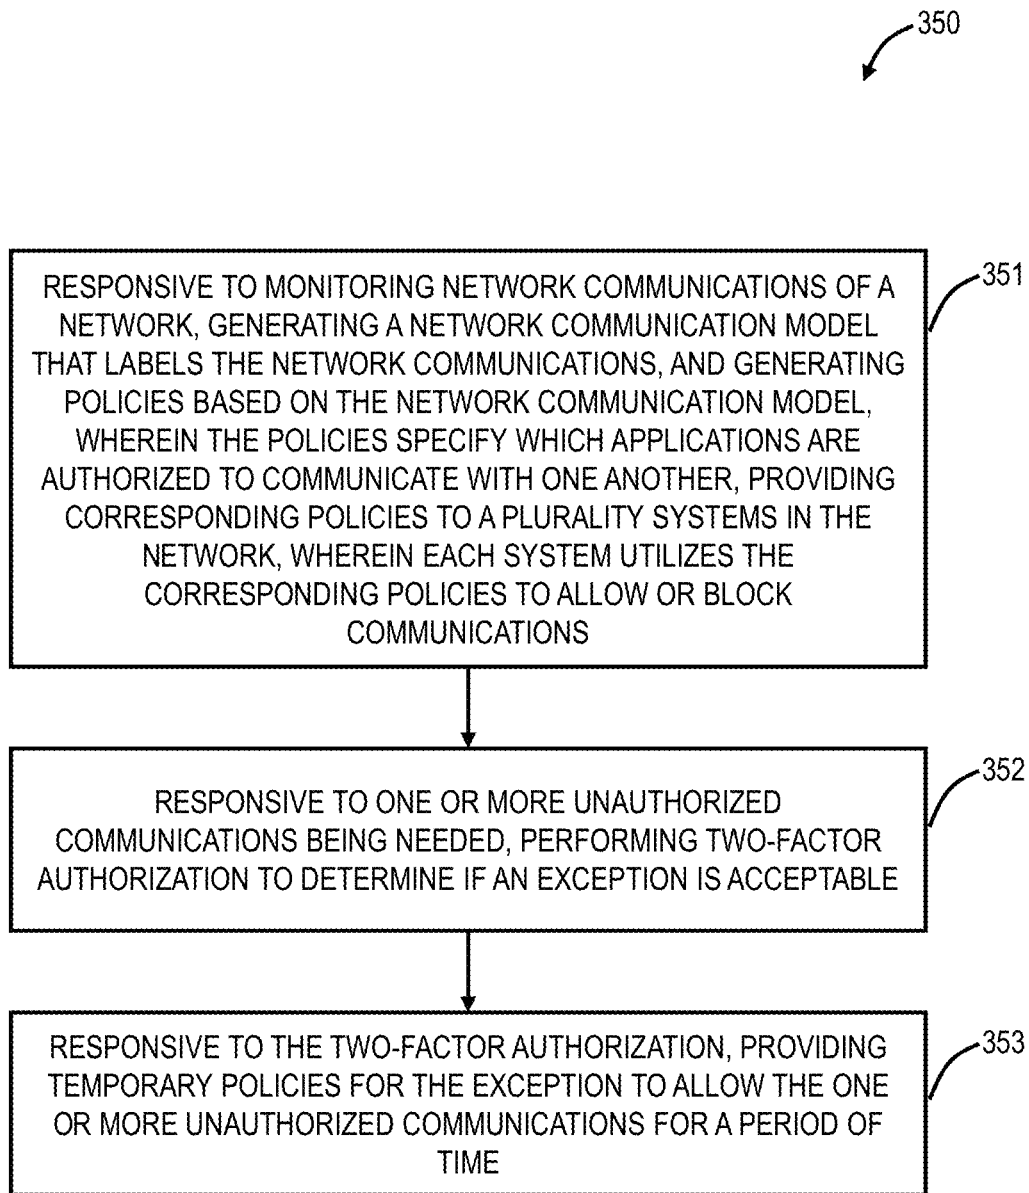 350
RESPONSIVE TO MONITORING NETWORK COMMUNICATIONS OF A
NETWORK, GENERATING A NETWORK COMMUNICATION MODEL
THAT LABELS THE NETWORK COMMUNICATIONS, AND GENERATING
POLICIES BASED ON THE NETWORK COMMUNICATION MODEL,
WHEREIN THE POLICIES SPECIFY WHICH APPLICATIONS ARE
AUTHORIZED TO COMMUNICATE WITH ONE ANOTHER, PROVIDING
CORRESPONDING POLICIES TO A PLURALITY SYSTEMS IN THE
NETWORK, WHEREIN EACH SYSTEM UTILIZES THE
CORRESPONDING POLICIES TO ALLOW OR BLOCK
COMMUNICATIONS
351
RESPONSIVE TO ONE OR MORE UNAUTHORIZED
COMMUNICATIONS BEING NEEDED, PERFORMING TWO-FACTOR
AUTHORIZATION TO DETERMINE IF AN EXCEPTION IS ACCEPTABLE
352
RESPONSIVE TO THE TWO-FACTOR AUTHORIZATION, PROVIDING
TEMPORARY POLICIES FOR THE EXCEPTION TO ALLOW THE ONE
OR MORE UNAUTHORIZED COMMUNICATIONS FOR A PERIOD OF
TIME
353